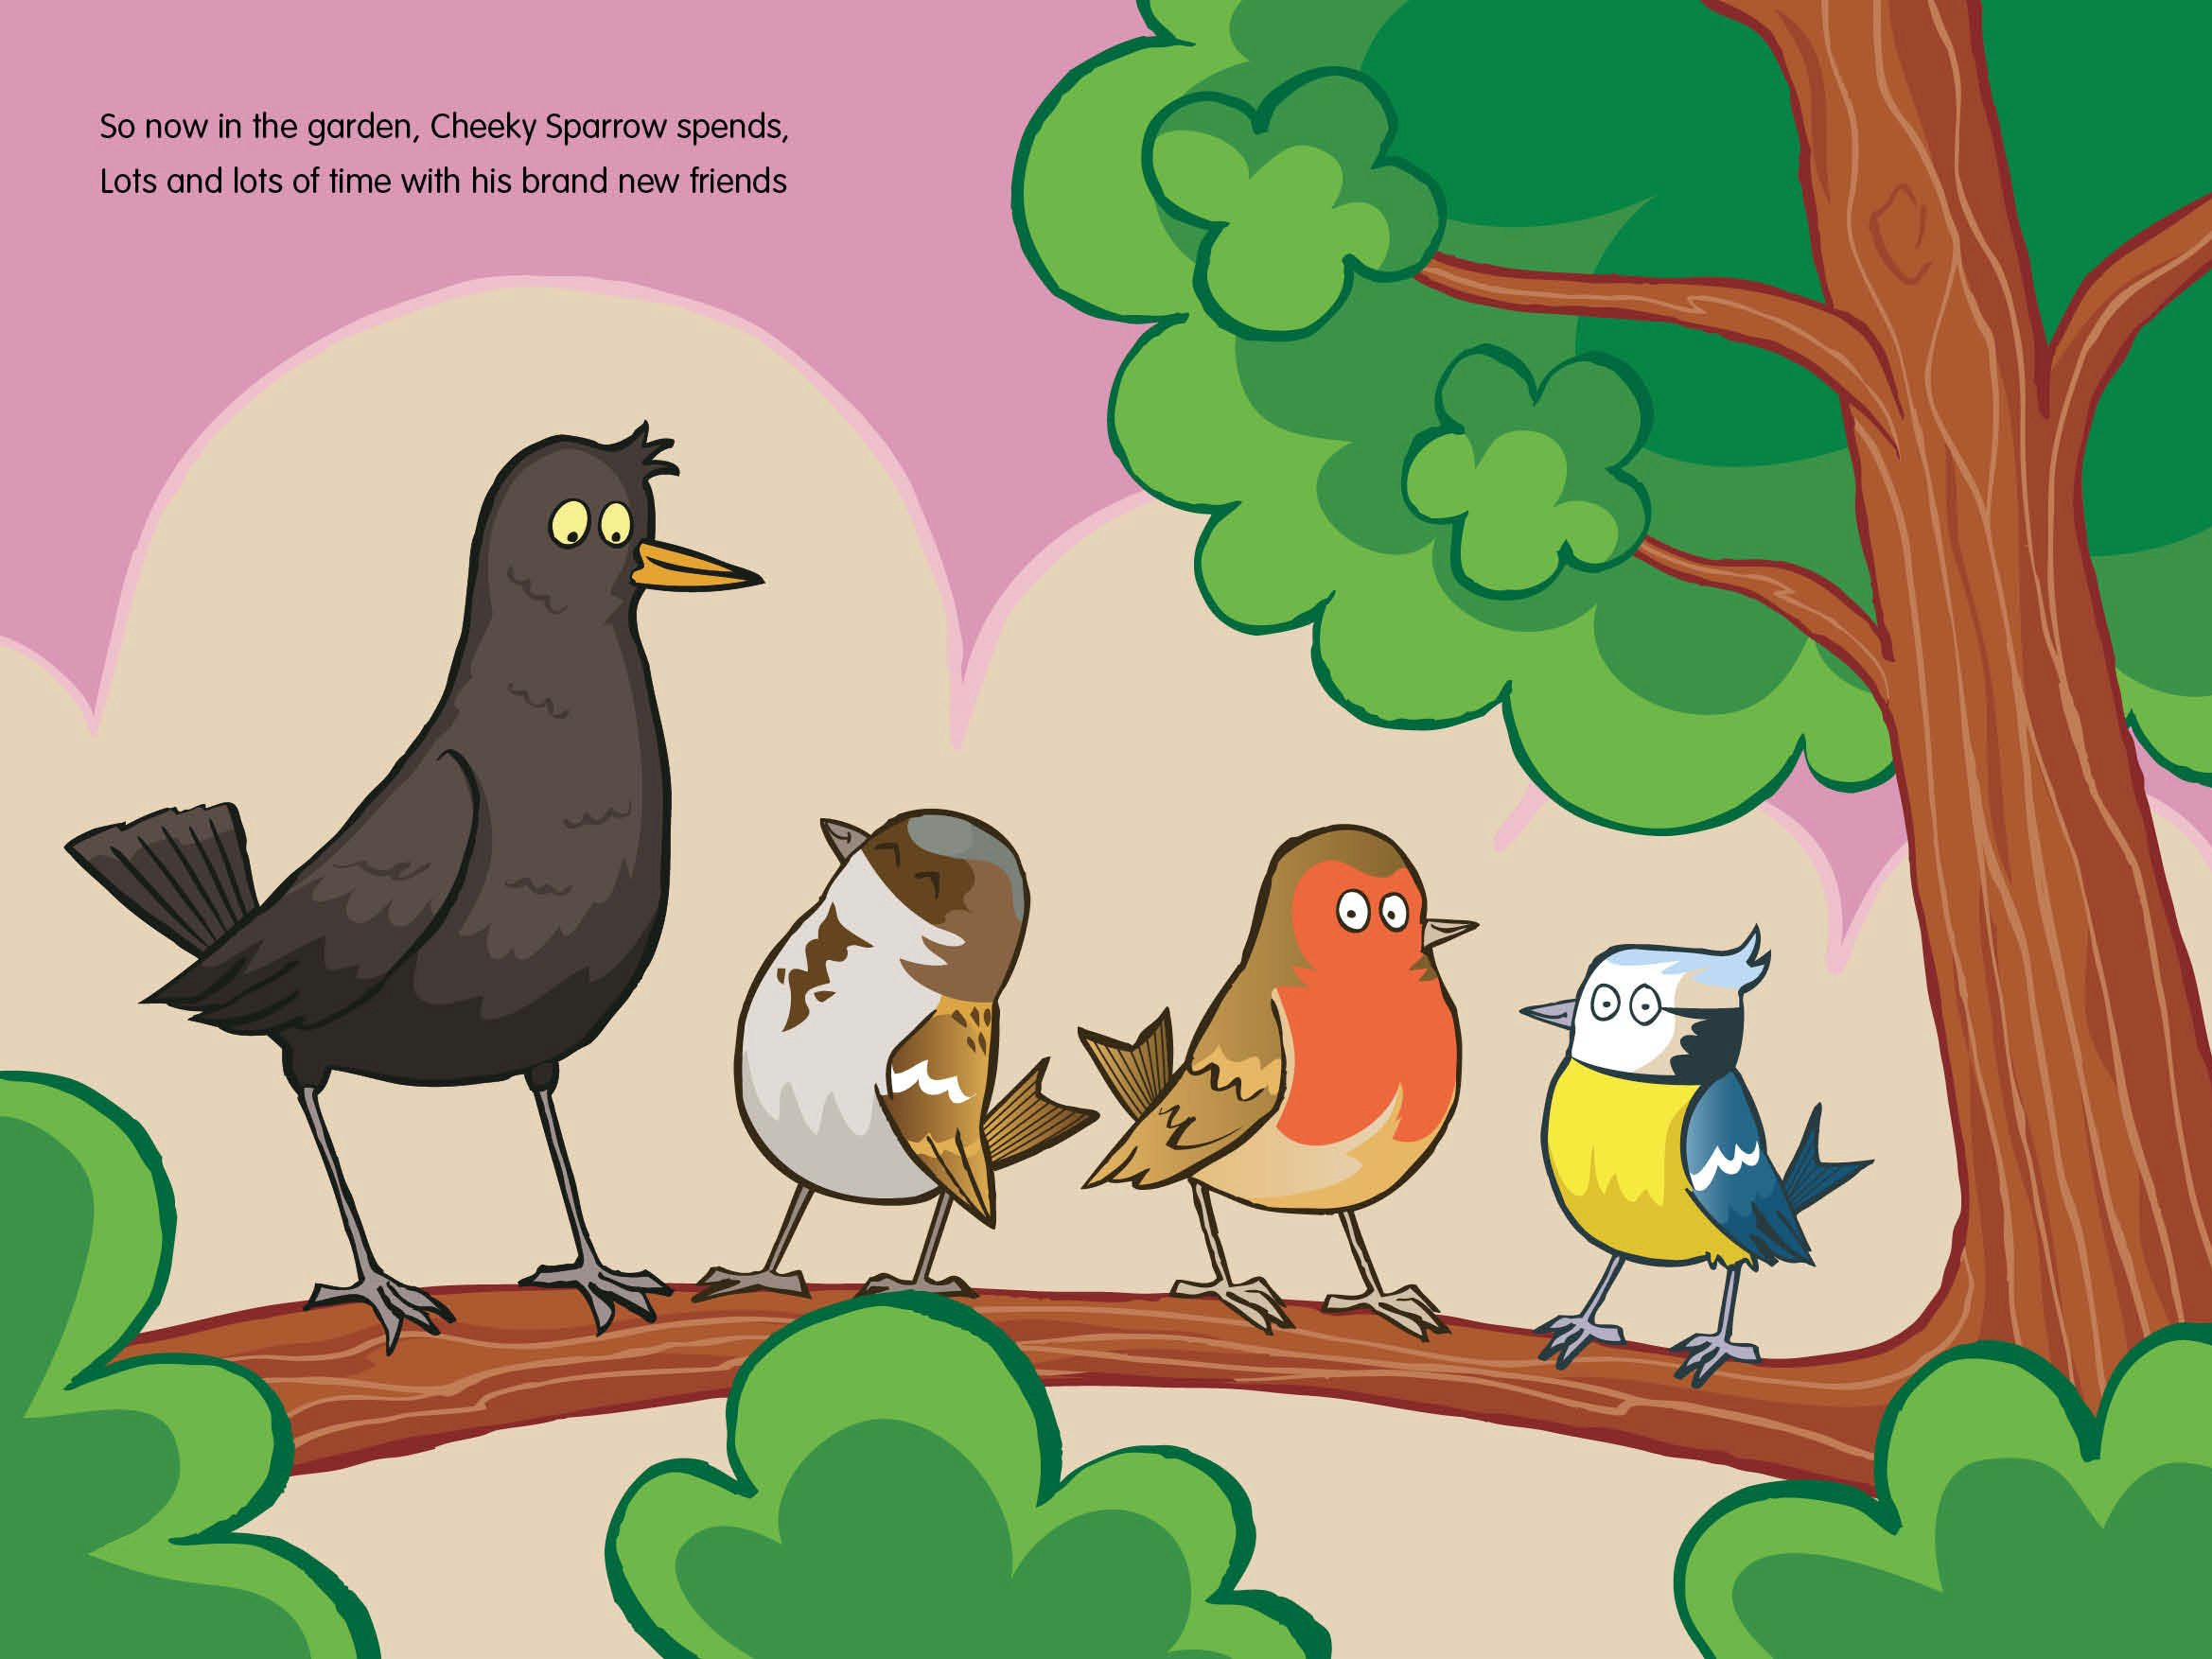 So now in the garden, Cheeky Sparrow spends,
Lots and lots of time with his brand new friends